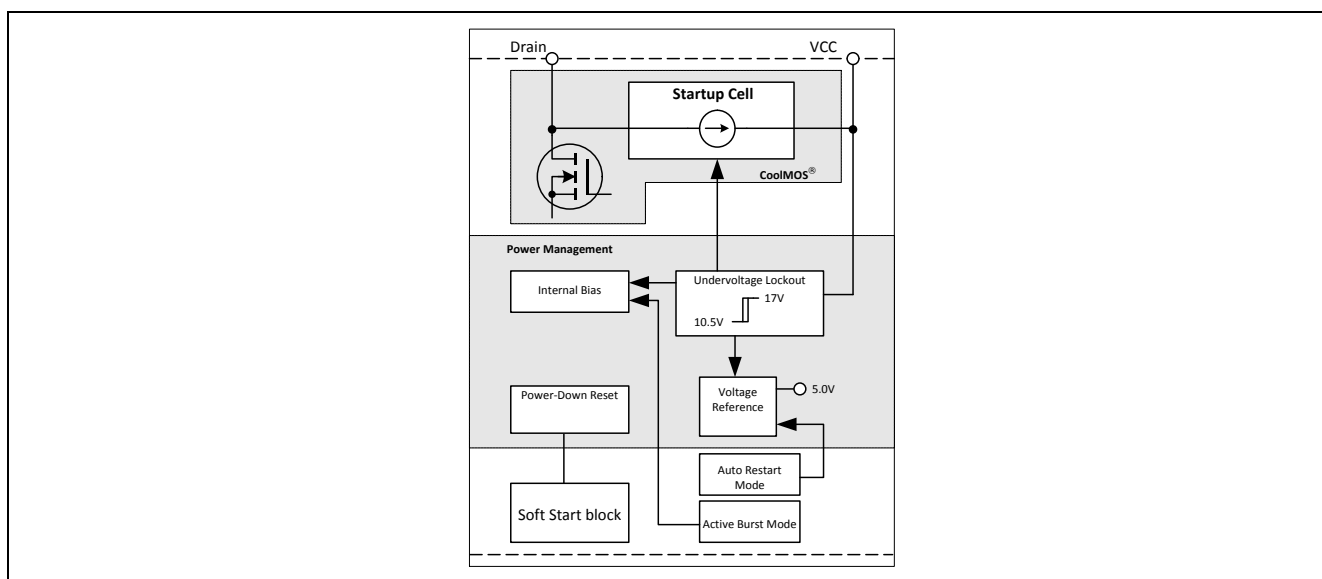 Drain
VCC
Startup Cell
CoolMOS®
Power Management
Internal Bias
Undervoltage Lockout
17V
10.5V
Power-Down Reset
Voltage
Reference
5.0V
Auto Restart
Mode
Soft Start block
Active Burst Mode